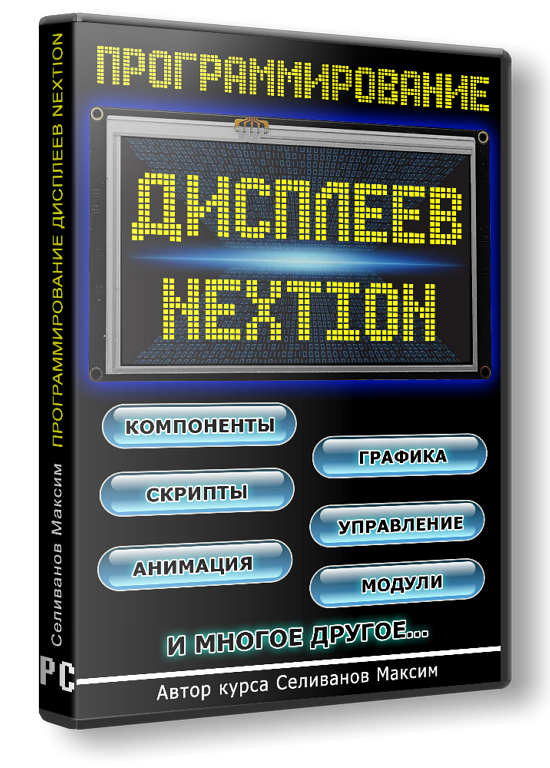 ПРОГРАММИРОВАНИЕ
ДИСПЛЕЕВ
NEXTION
КОМПОНЕНТЫ
ГРАФИКА
СКРИПТЫ
УПРАВЛЕНИЕ
АНИМАЦИЯ
МОДУЛИ
И МНОГОЕ ДРУГОЕ...
Автор курса Селиванов Максим
PC Селиванов Максим ПРОГРАММИРОВАНИЕ ДИСПЛЕЕВ NEXTION